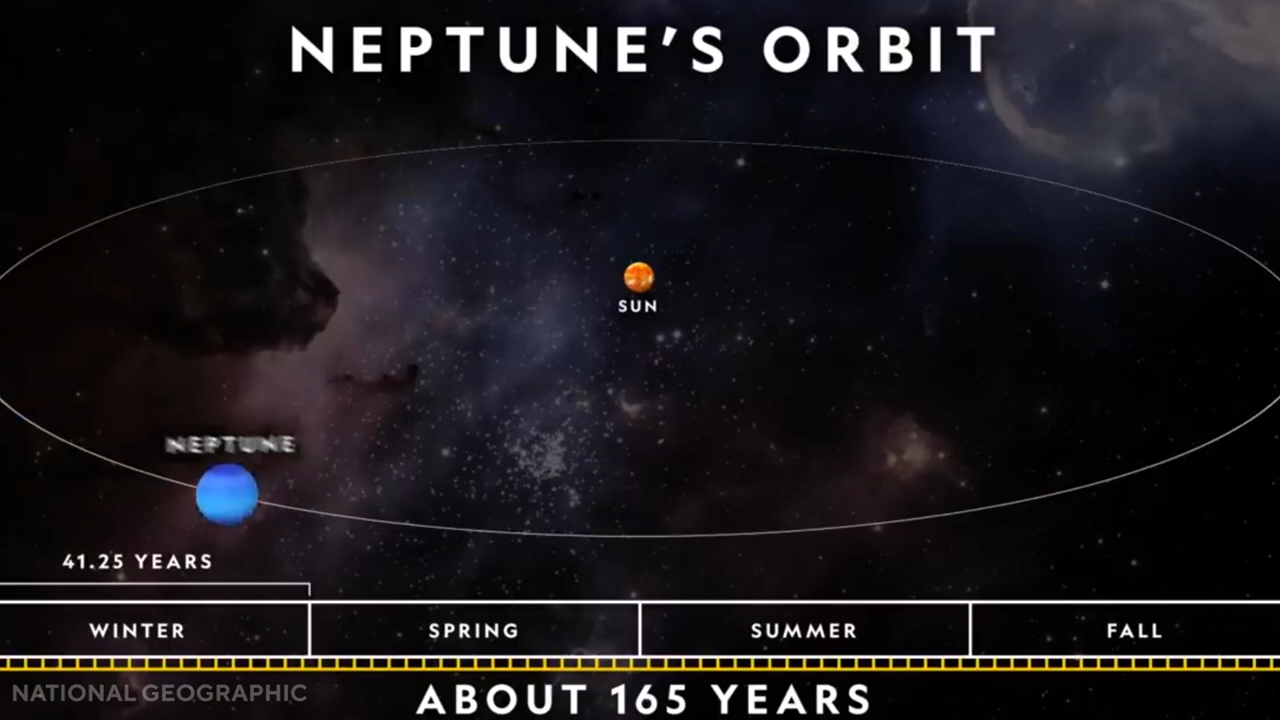 NEPTUNE'S ORBIT
SUN
NEPTUNE
41.25 YEARS
WINTER
SPRING
SUMMER
FALL
NATIONAL GEOGRAPHIC
ABOUT 165 YEARS